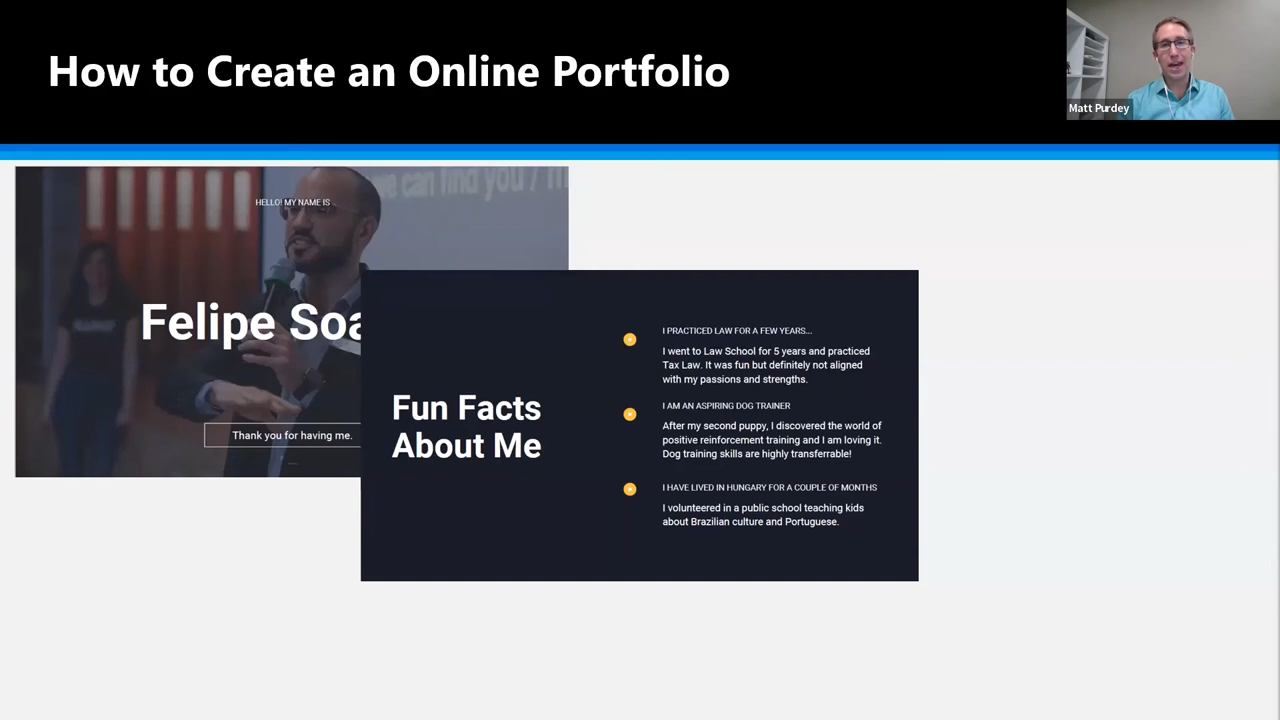 How to Create an Online Portfolio
Matt Purdey
we can find you / m
HELLO! MY NAME IS
Felipe Soa
Thank you for having me.
Fun Facts
About Me
I PRACTICED LAW FOR A FEW YEARS...
I went to Law School for 5 years and practiced
Tax Law. It was fun but definitely not aligned
with my passions and strengths.
I AM AN ASPIRING DOG TRAINER
After my second puppy, I discovered the world of
positive reinforcement training and I am loving it.
Dog training skills are highly transferrable!
I HAVE LIVED IN HUNGARY FOR A COUPLE OF MONTHS
I volunteered in a public school teaching kids
about Brazilian culture and Portuguese.